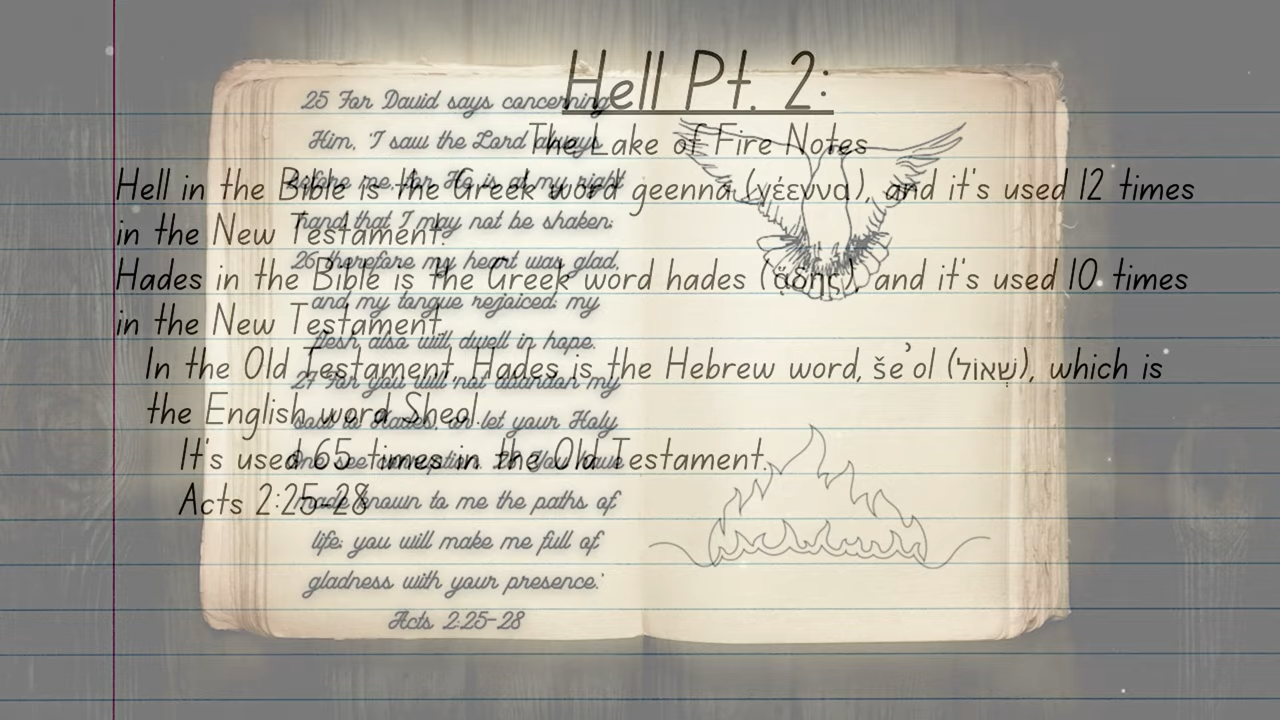 Hell Pt. 2:
The Lake of Fire Notes
Hell in the Bible is the Greek word geenna (γέεννα), and it's used 12 times
in the New Testament.
Hades in the Bible is the Greek word hades (ᾅδης), and it's used 10 times
in the New Testament.
In the Old Testament, Hades is the Hebrew word, šeʾol (שְׁאוֹל), which is
the English word Sheol.
It's used 65 times in the Old Testament.
Acts 2:25-28
25 For David says concerning
Him, 'I saw the Lord always
before me, for He is at my right
hand that I may not be shaken;
26 therefore my heart was glad,
and my tongue rejoiced; my
flesh also will dwell in hope.
27 For you will not abandon my
soul to Hades, or let your Holy
One see corruption. 28 You have
made known to me the paths of
life; you will make me full of
gladness with your presence.'
Acts 2:25-28